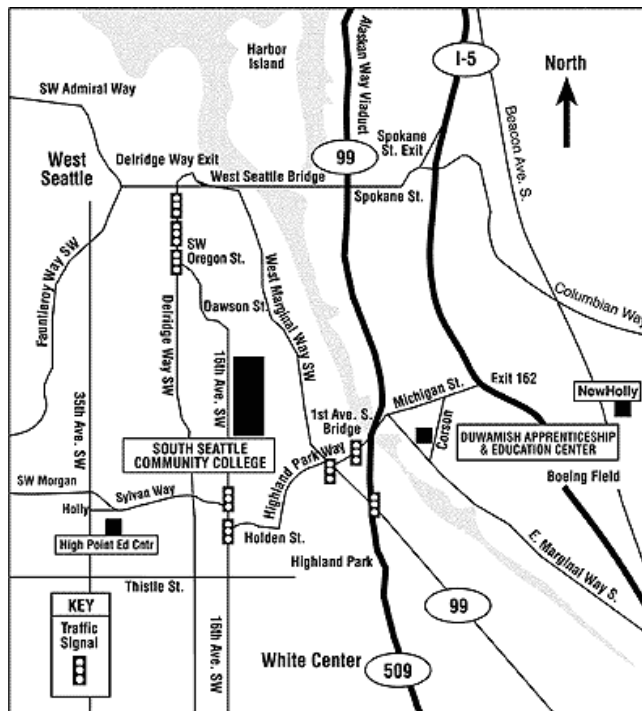 Harbor
Island
Alaskan Way Viaduct
I-5
North
SW Admiral Way
Beacon Ave. S.
Spokane
St. Exit
99
West
Seattle
Delridge Way Exit
West Seattle Bridge
Spokane St.
SW
Oregon St.
Fauntleroy Way SW
West Marginal Way SW
Columbian Way
Dawson St.
Delridge Way SW
16th Ave. SW
35th Ave. SW
Michigan St.
Exit 162
NewHolly
1st Ave. S.
Bridge
Corson
SOUTH SEATTLE
COMMUNITY COLLEGE
DUWAMISH APPRENTICESHIP
& EDUCATION CENTER
Highland Park Way
Boeing Field
SW Morgan
Sylvan Way
Holly
High Point Ed Cntr
Holden St.
E. Marginal Way S.
Highland Park
Thistle St.
KEY
Traffic
Signal
16th Ave. SW
99
White Center
509